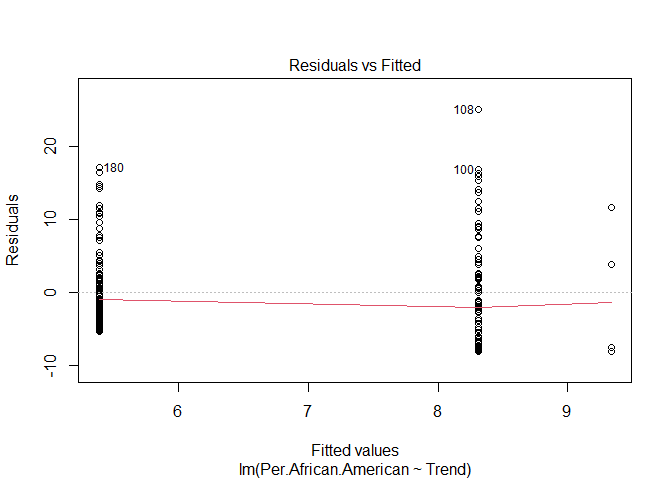 Residuals vs Fitted
Residuals
20
10
0
-10
108
180
100
6
7
8
9
Fitted values
lm(Per.African.American ~ Trend)